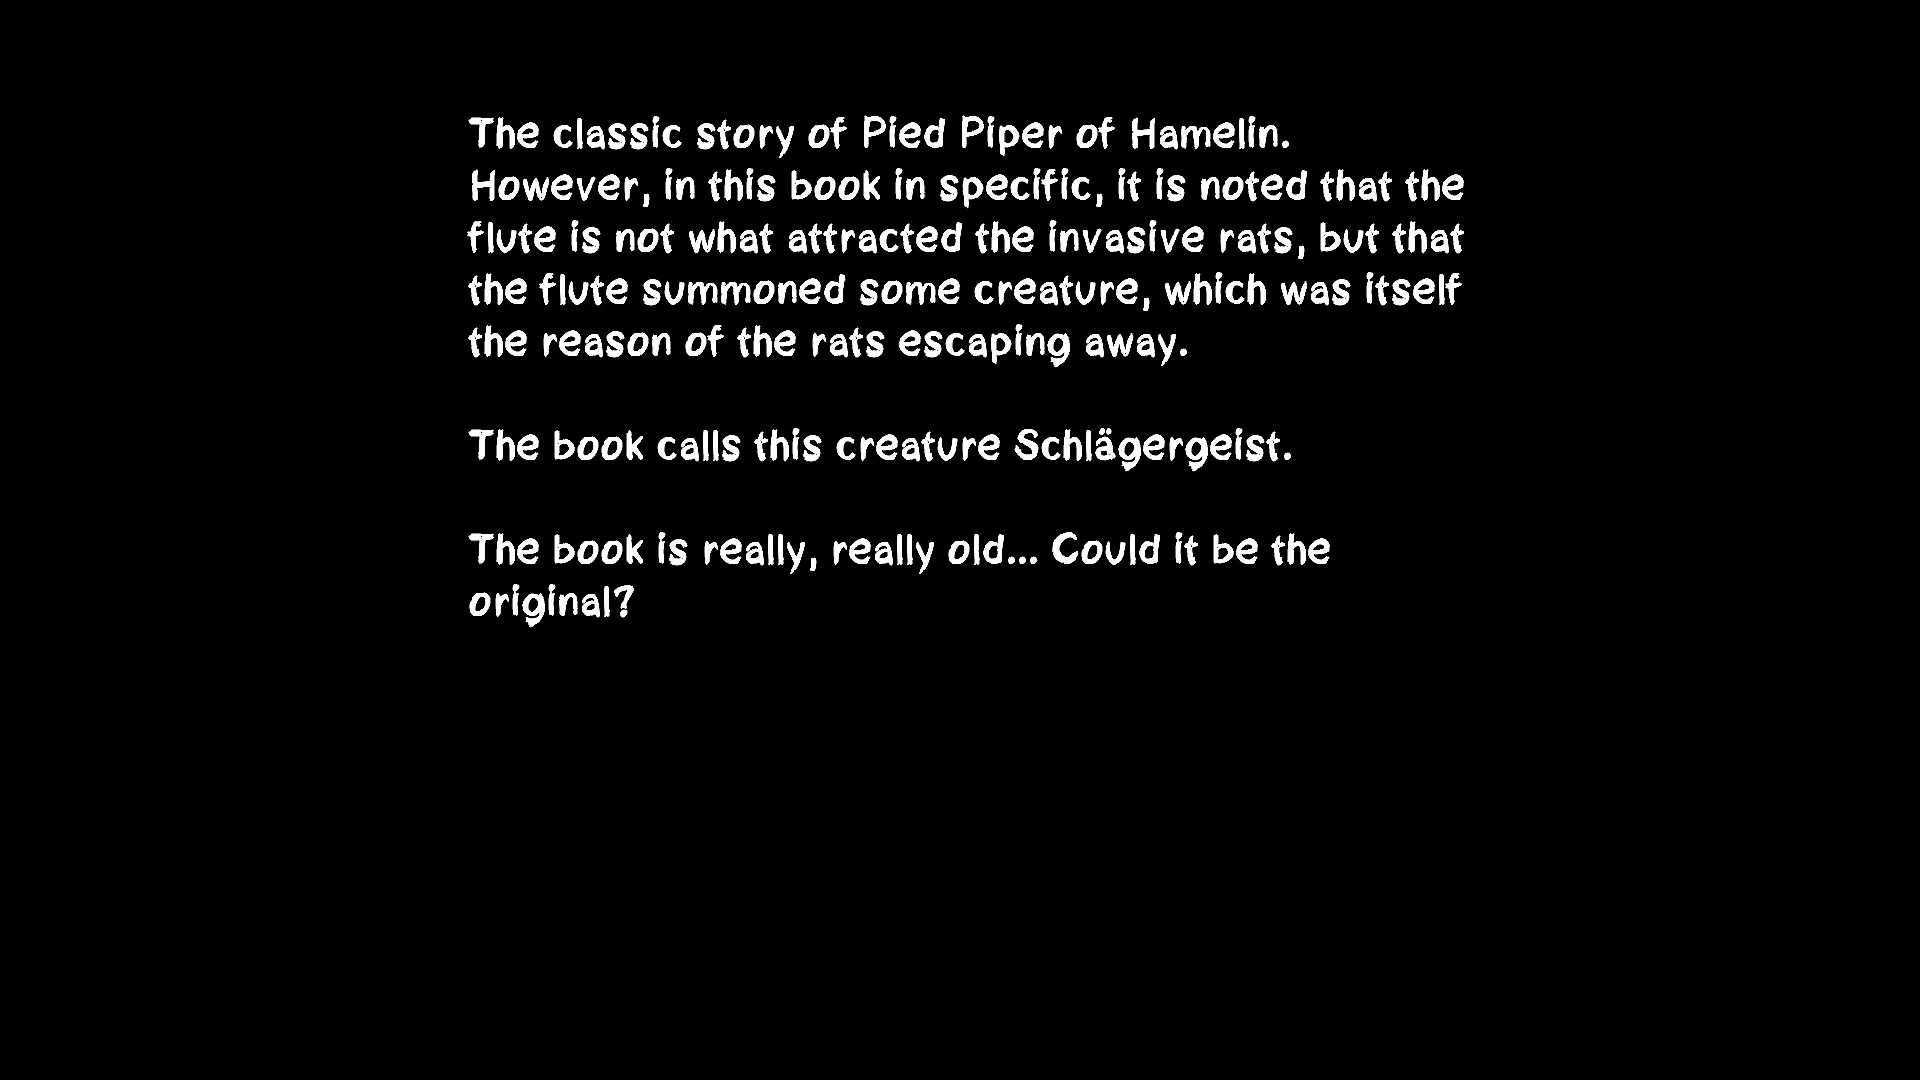 The classic story of Pied Piper of Hamelin.
However, in this book in specific, it is noted that the
flute is not what attracted the invasive rats, but that
the flute summoned some creature, which was itself
the reason of the rats escaping away.
The book calls this creature Schlägergeist.
The book is really, really old... Could it be the
original?